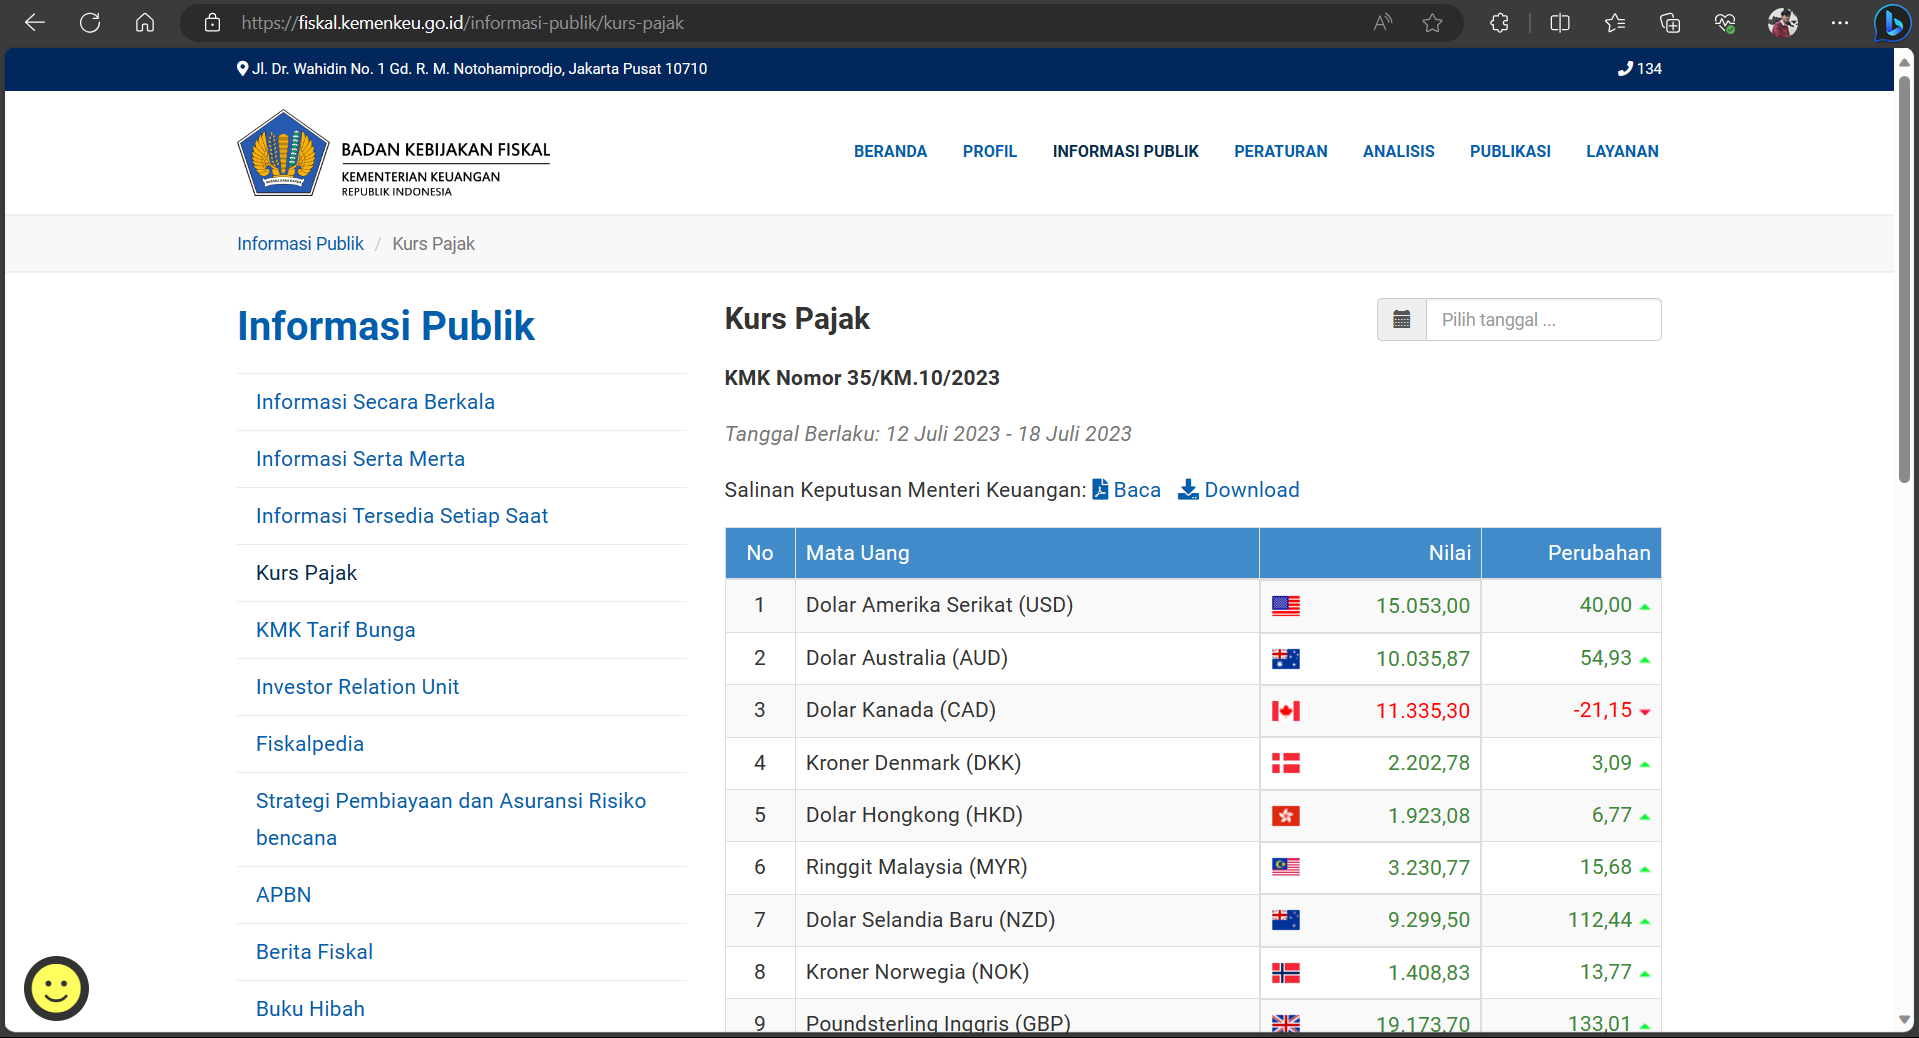 https://fiskal.kemenkeu.go.id/informasi-publik/kurs-pajak
Jl. Dr. Wahidin No. 1 Gd. R. M. Notohamiprodjo, Jakarta Pusat 10710
134
BADAN KEBIJAKAN FISKAL
KEMENTERIAN KEUANGAN
REPUBLIK INDONESIA
BERANDA PROFIL INFORMASI PUBLIK PERATURAN ANALISIS PUBLIKASI LAYANAN
Informasi Publik / Kurs Pajak
Informasi Publik
Informasi Secara Berkala
Informasi Serta Merta
Informasi Tersedia Setiap Saat
Kurs Pajak
KMK Tarif Bunga
Investor Relation Unit
Fiskalpedia
Strategi Pembiayaan dan Asuransi Risiko
bencana
APBN
Berita Fiskal
Buku Hibah
Kurs Pajak
Pilih tanggal ...
KMK Nomor 35/KM.10/2023
Tanggal Berlaku: 12 Juli 2023 - 18 Juli 2023
Salinan Keputusan Menteri Keuangan: Baca Download
No Mata Uang Nilai Perubahan
1 Dolar Amerika Serikat (USD) 15.053,00 40,00
2 Dolar Australia (AUD) 10.035,87 54,93
3 Dolar Kanada (CAD) 11.335,30 -21,15
4 Kroner Denmark (DKK) 2.202,78 3,09
5 Dolar Hongkong (HKD) 1.923,08 6,77
6 Ringgit Malaysia (MYR) 3.230,77 15,68
7 Dolar Selandia Baru (NZD) 9.299,50 112,44
8 Kroner Norwegia (NOK) 1.408,83 13,77
9 Poundsterling Inggris (GBP) 19.173,70 133,01